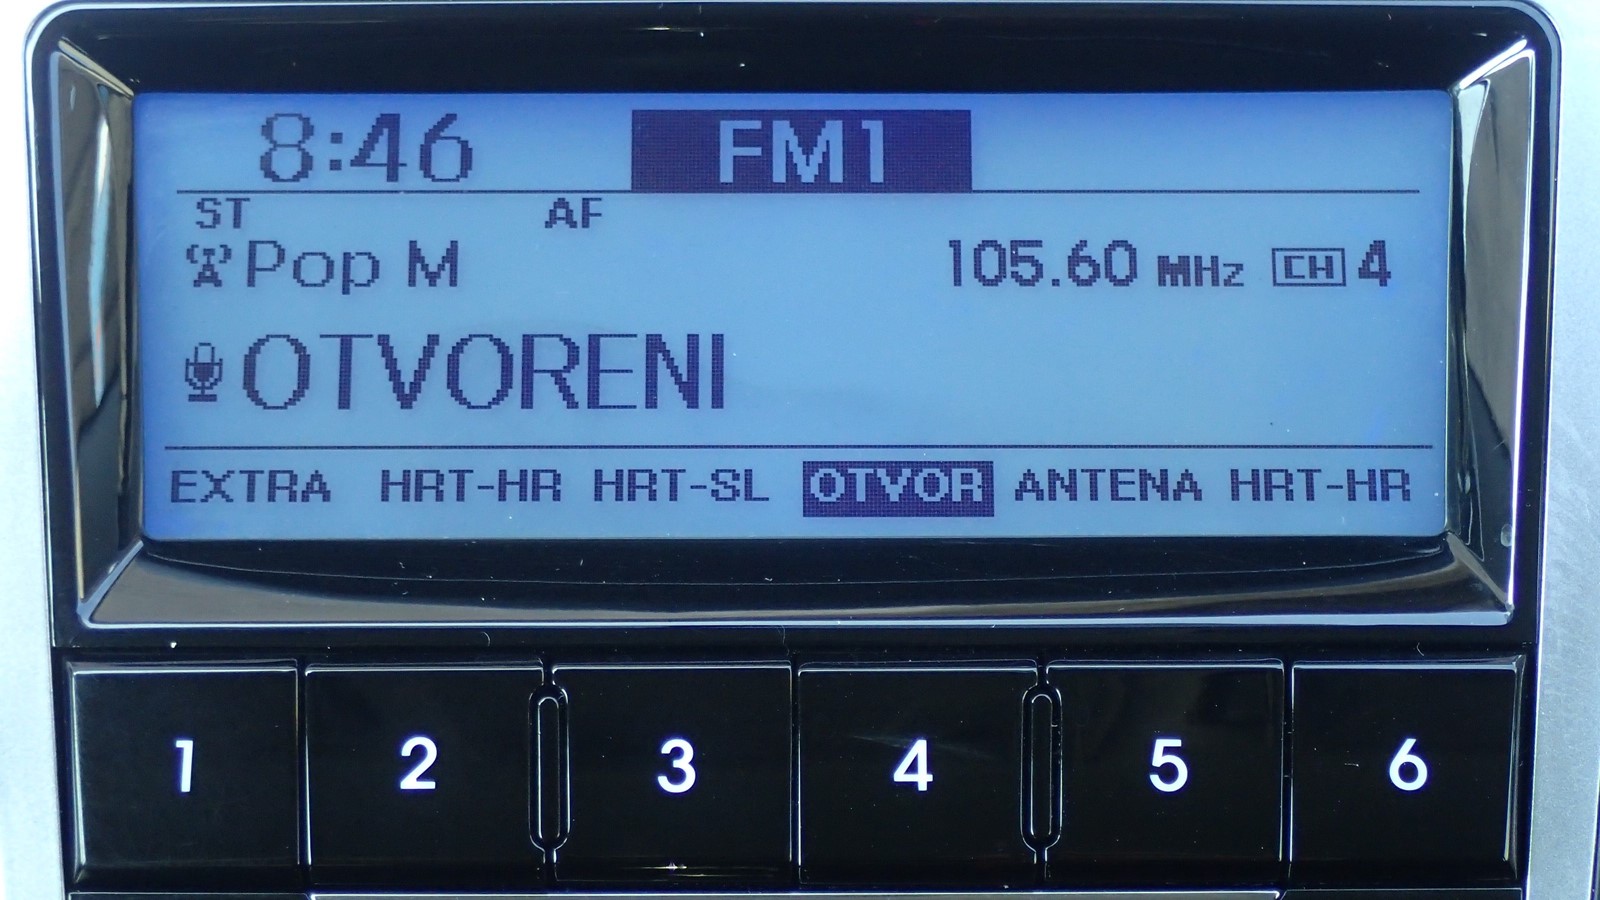 8:46 FM1
ST AF
Pop M 105.60 MHz CH 4
OTVORENI
EXTRA HRT-HR HRT-SL OTVOR ANTENA HRT-HR
1 2 3 4 5 6